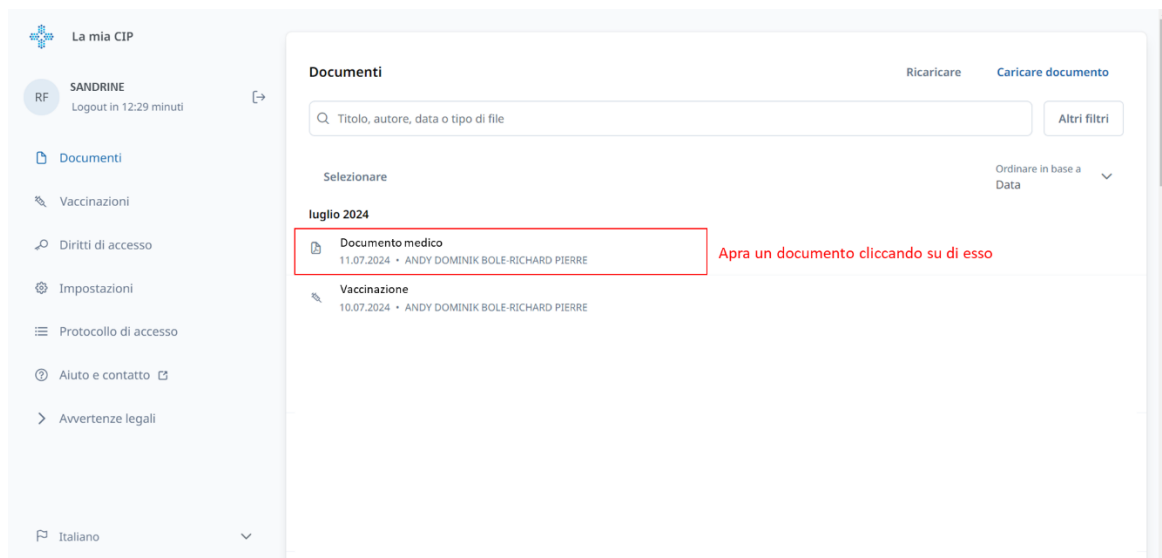 La mia CIP
RF
SANDRINE
Logout in 12:29 minuti
Documenti
Vaccinazioni
Diritti di accesso
Impostazioni
Protocollo di accesso
Aiuto e contatto
Avvertenze legali
Italiano
Documenti
Ricaricare
Caricare documento
Titolo, autore, data o tipo di file
Altri filtri
Selezionare
Ordinare in base a
Data
luglio 2024
Documento medico
11.07.2024 • ANDY DOMINIK BOLE-RICHARD PIERRE
Apra un documento cliccando su di esso
Vaccinazione
10.07.2024 • ANDY DOMINIK BOLE-RICHARD PIERRE